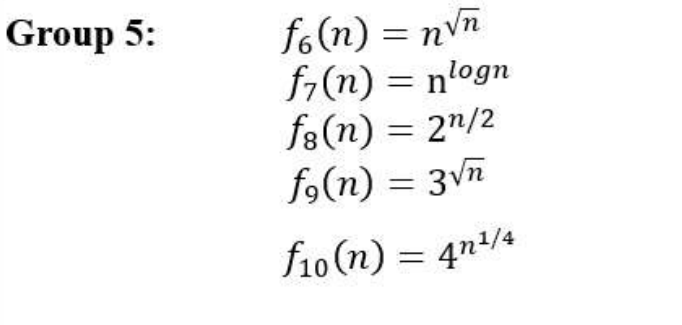 Group 5: f₆(n) = n^√n
f₇(n) = n^logn
f₈(n) = 2^n/2
f₉(n) = 3^√n
f₁₀(n) = 4^n^1/4